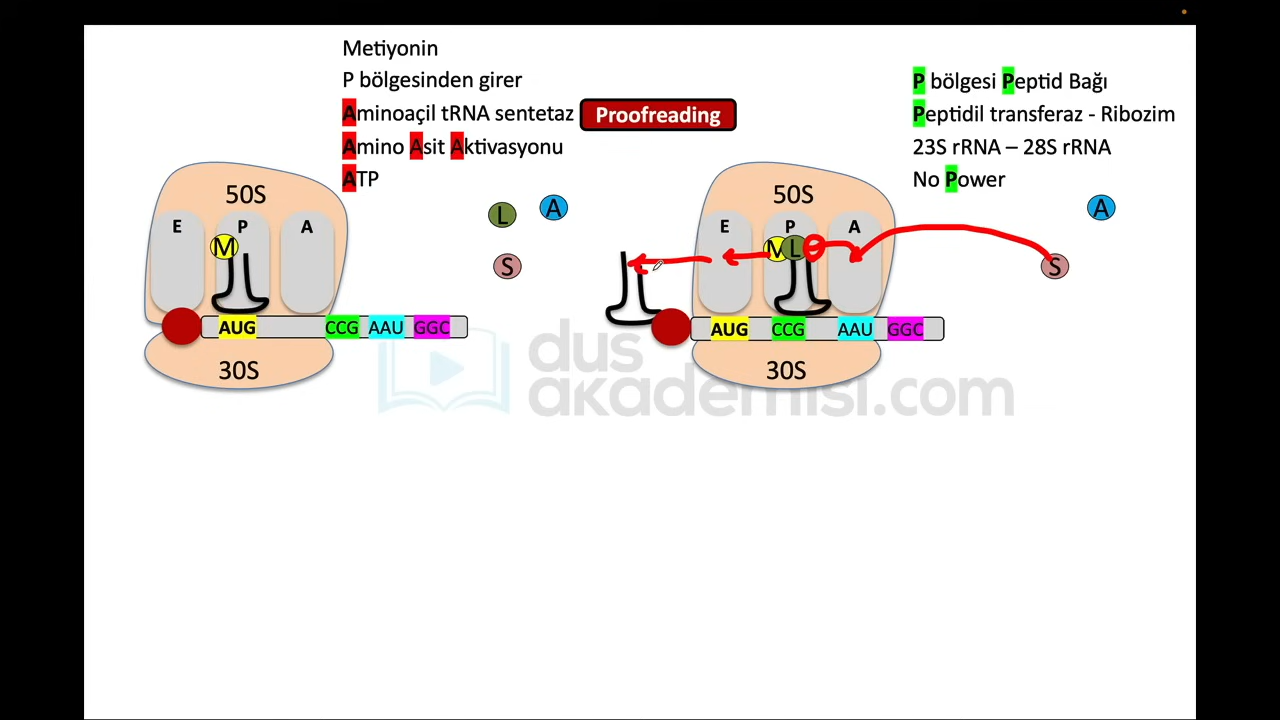 Metiyonin
P bölgesinden girer
Aminoaçil tRNA sentetaz
Proofreading
Amino Asit Aktivasyonu
ATP
P bölgesi Peptid Bağı
Peptidil transferaz - Ribozim
23S rRNA – 28S rRNA
No Power
50S
E P A
M
L
A
S
AUG CCG AAU GGC
30S
50S
E P A
M L
A
S
AUG CCG AAU GGC
30S
dus
akademisi.com